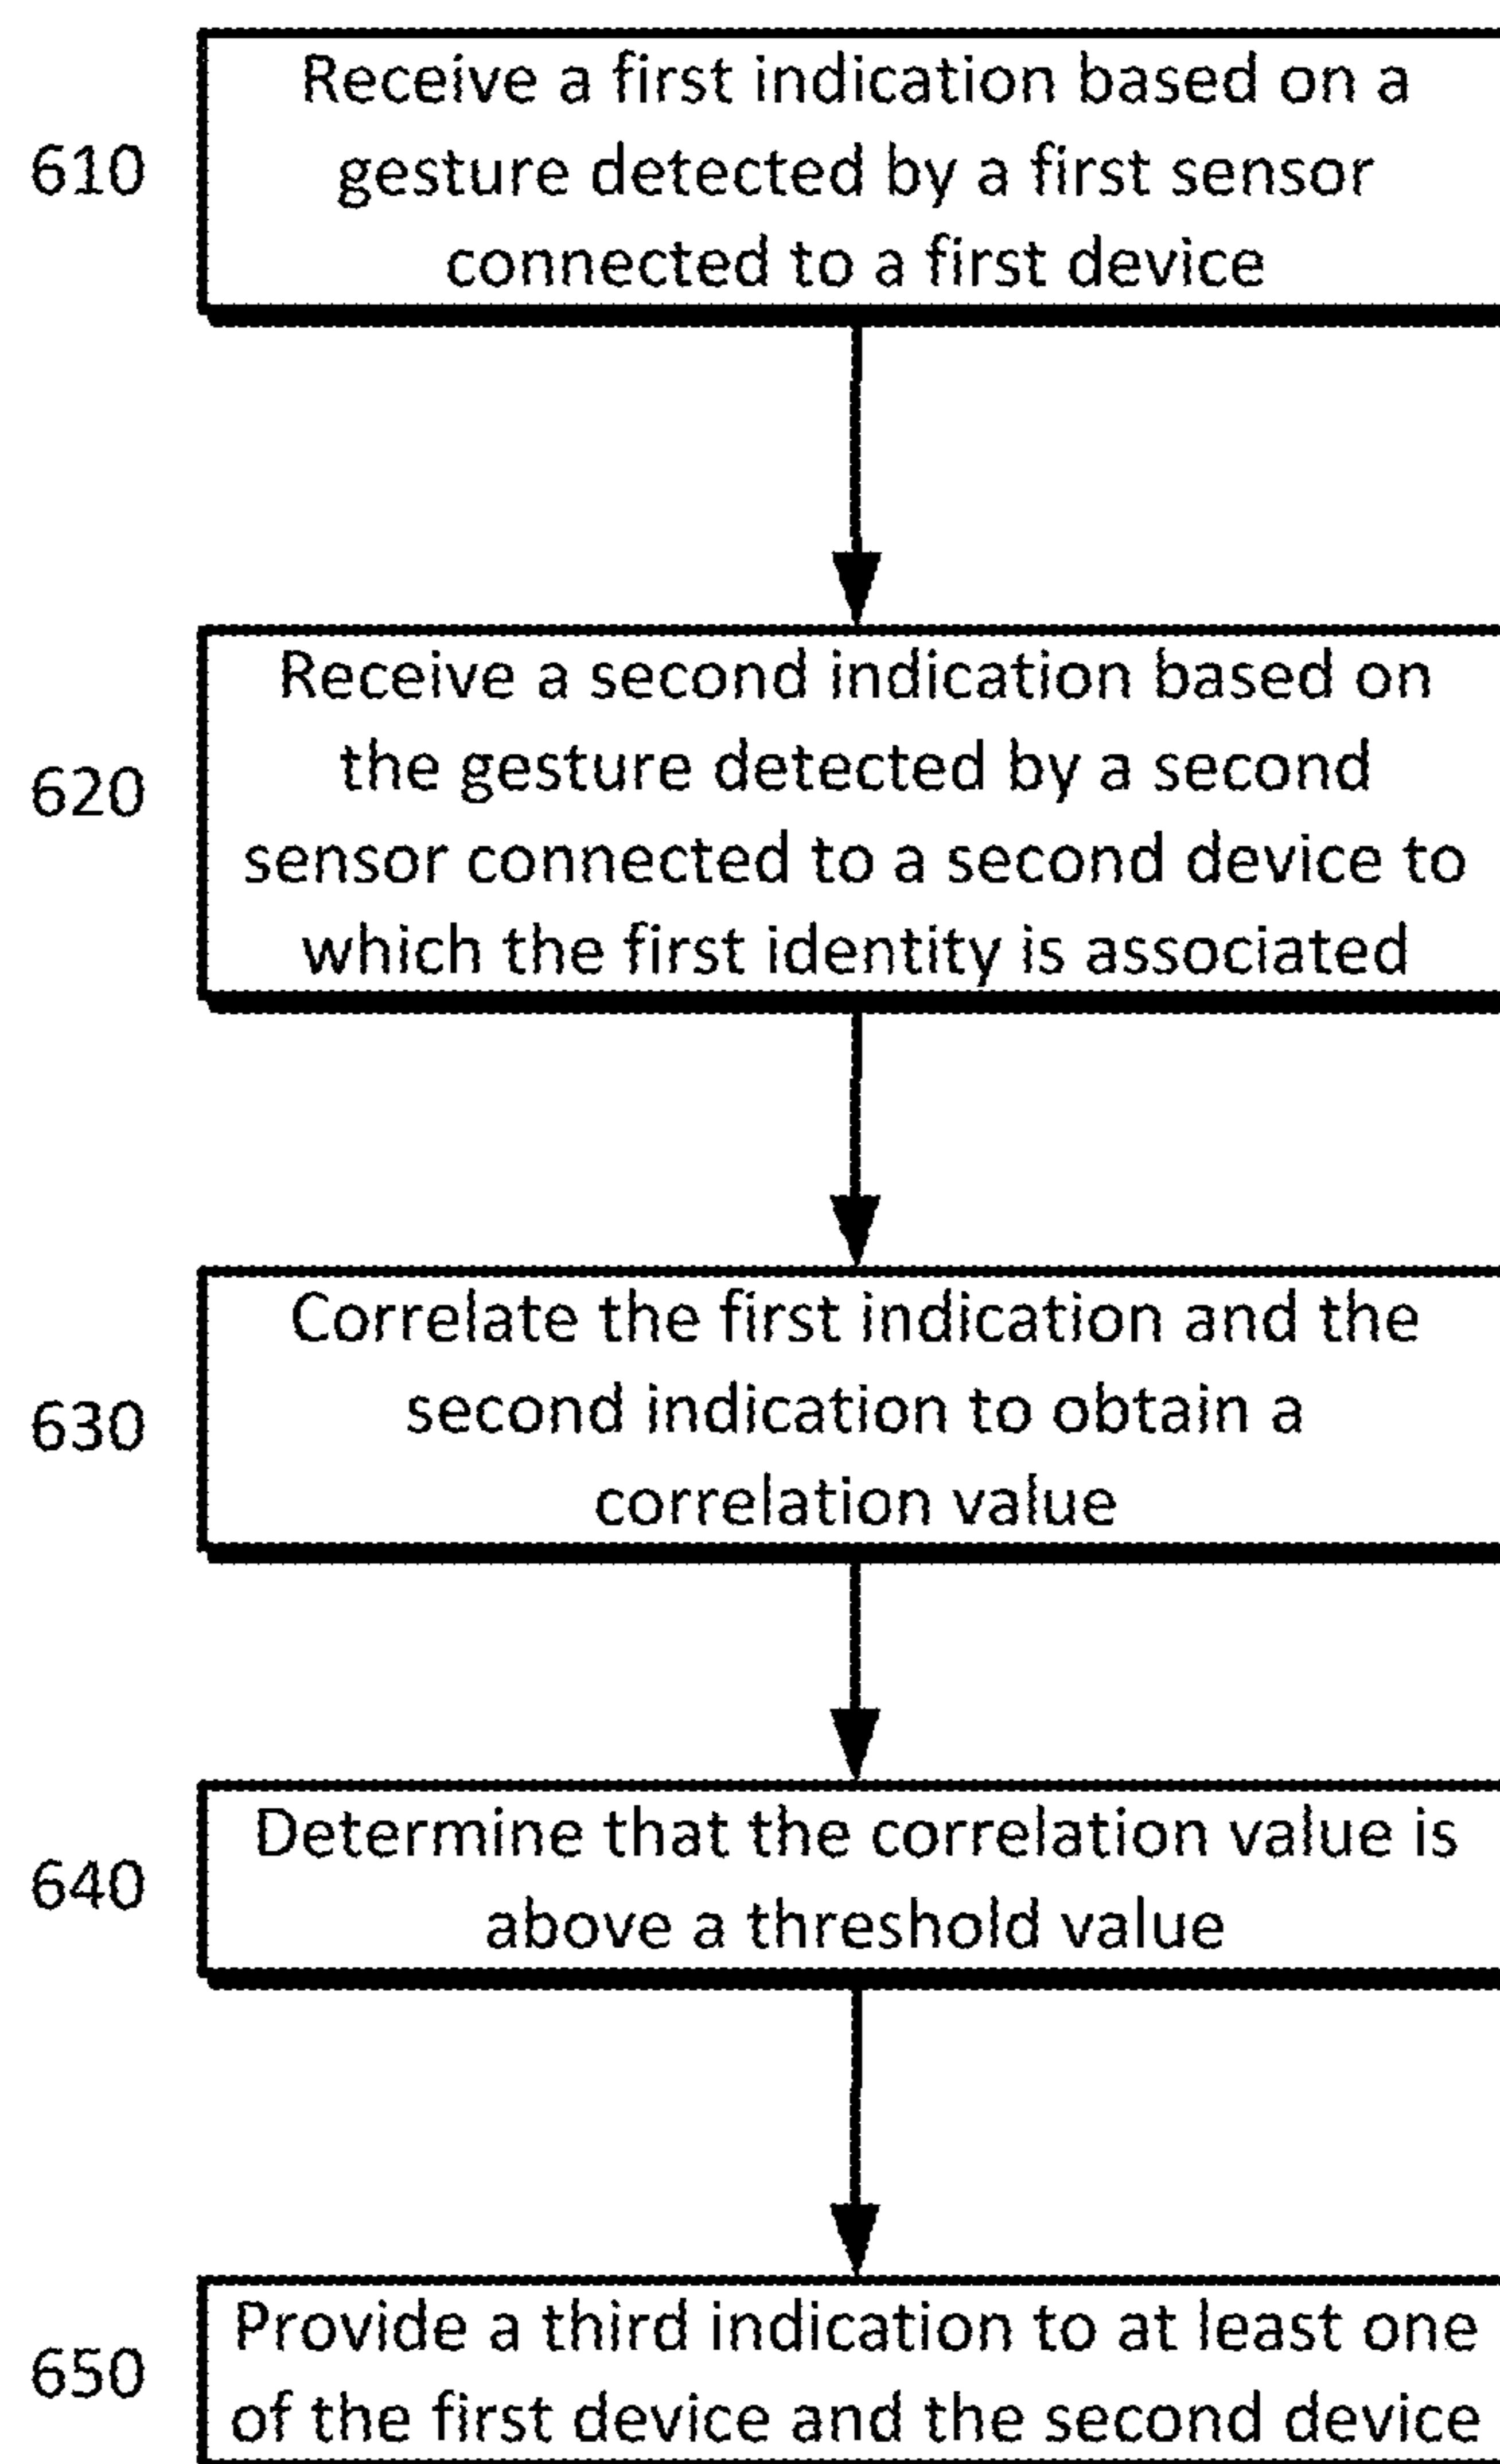 Receive a first indication based on a
610
gesture detected by a first sensor
connected to a first device
Receive a second indication based on
the gesture detected by a second
620
sensor connected to a second device to
which the first identity is associated
Correlate the first indication and the
630
second indication to obtain a
correlation value
Determine that the correlation value is
640
above a threshold value
Provide a third indication to at least one
650
of the first device and the second device